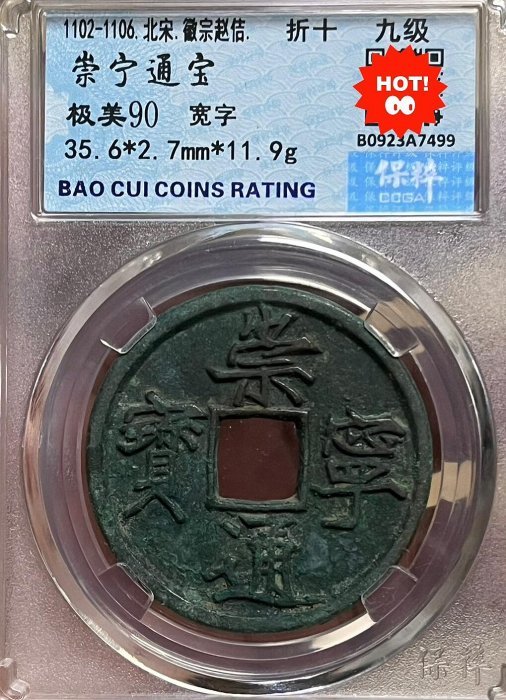 1102-1106.北宋.徽宗赵佶. 折十 九级
崇宁通宝
HOT!
极美90 宽字
B0923A7499
35.6*2.7mm*11.9g
保粹
CCGA
BAO CUI COINS RATING
崇
寶 寧
通
保粹